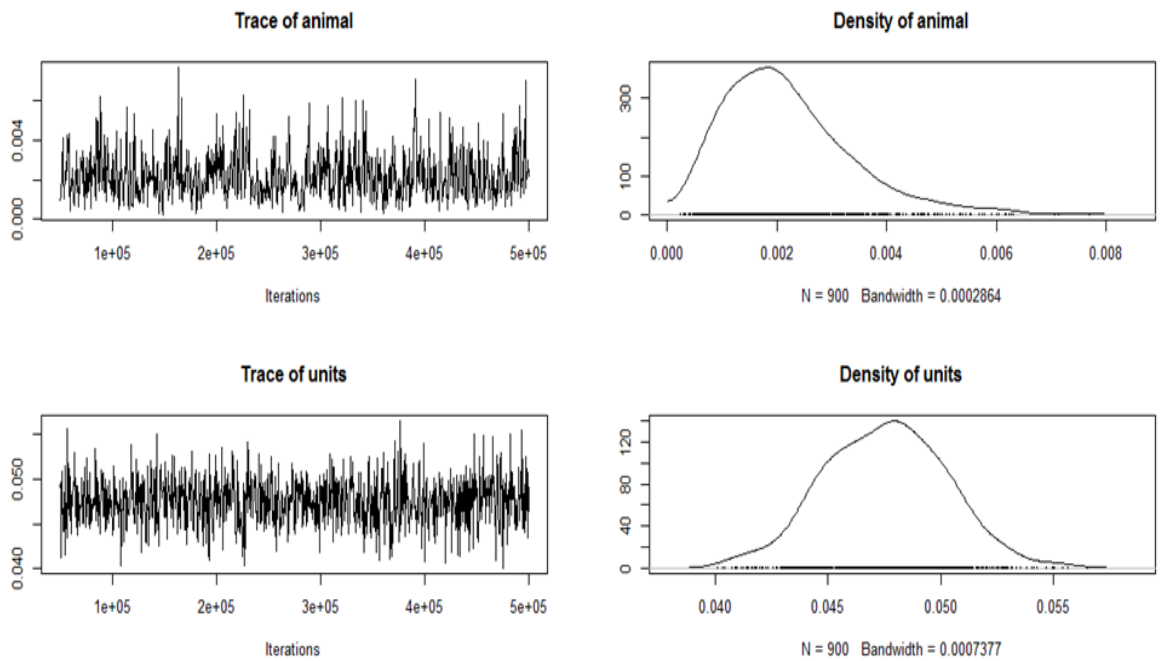 Trace of animal
0.004
0.000
1e+05 2e+05 3e+05 4e+05 5e+05
Iterations
Density of animal
300
100
0
0.000 0.002 0.004 0.006 0.008
N = 900 Bandwidth = 0.0002864
Trace of units
0.050
0.040
1e+05 2e+05 3e+05 4e+05 5e+05
Iterations
Density of units
120
80
40
0
0.040 0.045 0.050 0.055
N = 900 Bandwidth = 0.0007377